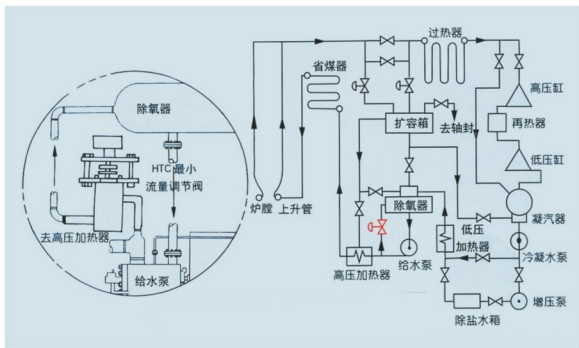 除氧器
HTC最小
流量调节阀
去高压加热器
给水泵
省煤器
过热器
扩容箱
去轴封
高压缸
再热器
低压缸
炉膛
上升管
除氧器
低压
加热器
凝汽器
高压加热器
给水泵
冷凝水泵
除盐水箱
增压泵